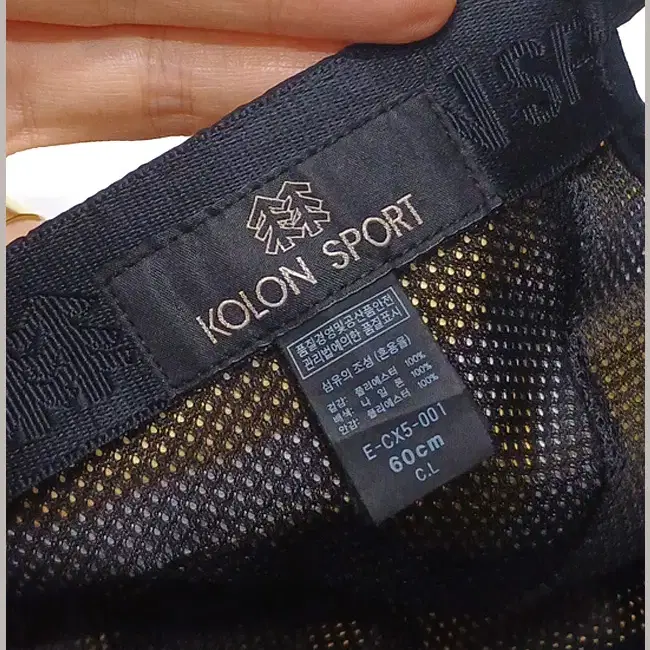 N SP
KOLON SPORT
품질경영및공산품안전
관리법에의한 품질표시
섬유의 조성 (혼용율)
겉감: 폴리에스터 100%
배색: 나 일 론 100%
안감: 폴리에스터 100%
E-CX5-001
60cm
C.L